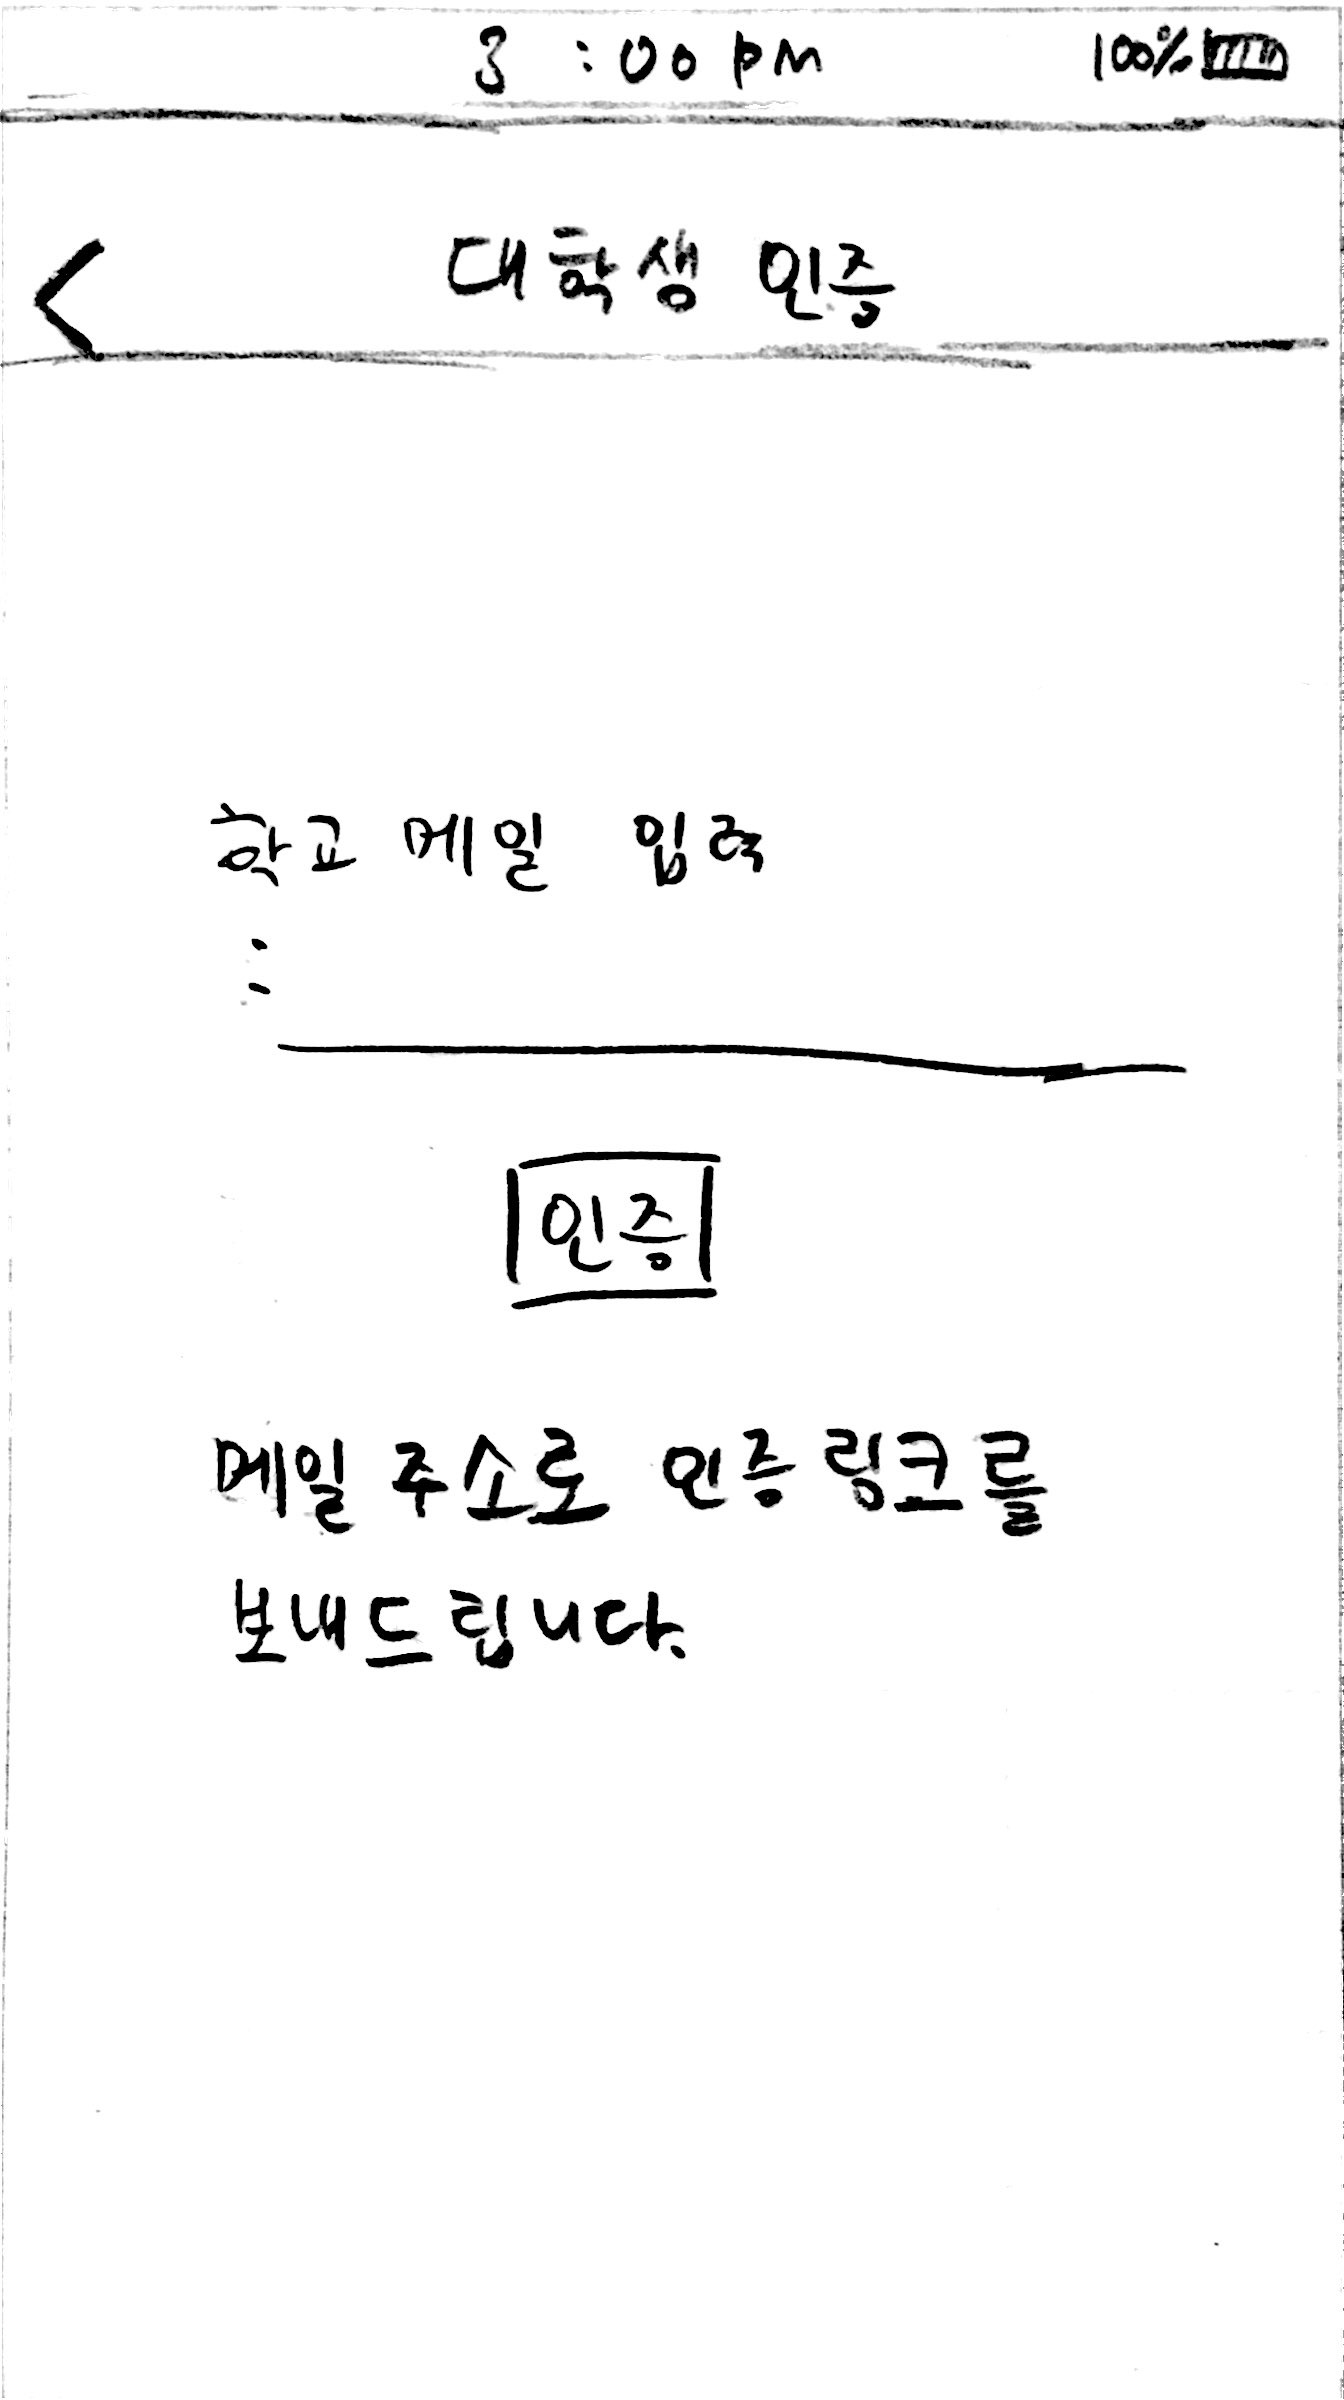 3:00 pm 100%
< 대학생 인증
학교 메일 입력
:
인증
메일 주소로 인증 링크를
보내드립니다.